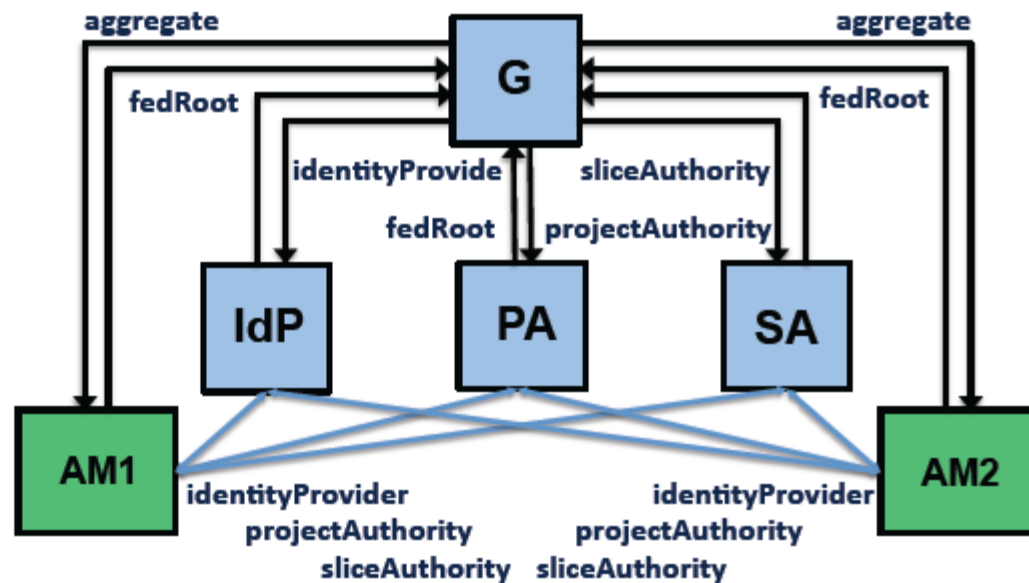 aggregate
aggregate
G
fedRoot
fedRoot
identityProvide
sliceAuthority
fedRoot
projectAuthority
IdP
PA
SA
AM1
AM2
identityProvider
identityProvider
projectAuthority
projectAuthority
sliceAuthority
sliceAuthority